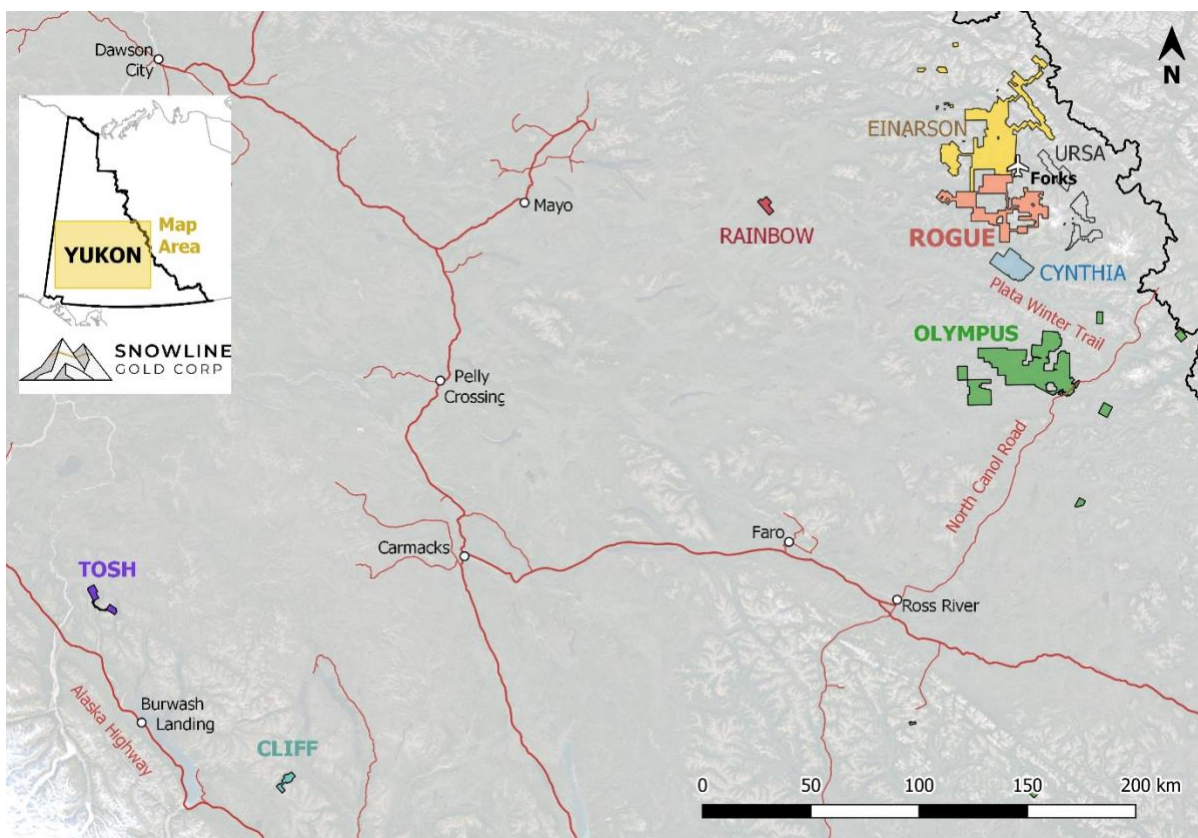 Dawson
City
N
EINARSON
URSA
Forks
Map
Area
YUKON
Mayo
RAINBOW
ROGUE
CYNTHIA
Plata Winter Trail
SNOWLINE
GOLD CORP
OLYMPUS
Pelly
Crossing
North Canol Road
Faro
Carmacks
TOSH
Ross River
Burwash
Landing
Alaska Highway
CLIFF
0 50 100 150 200 km